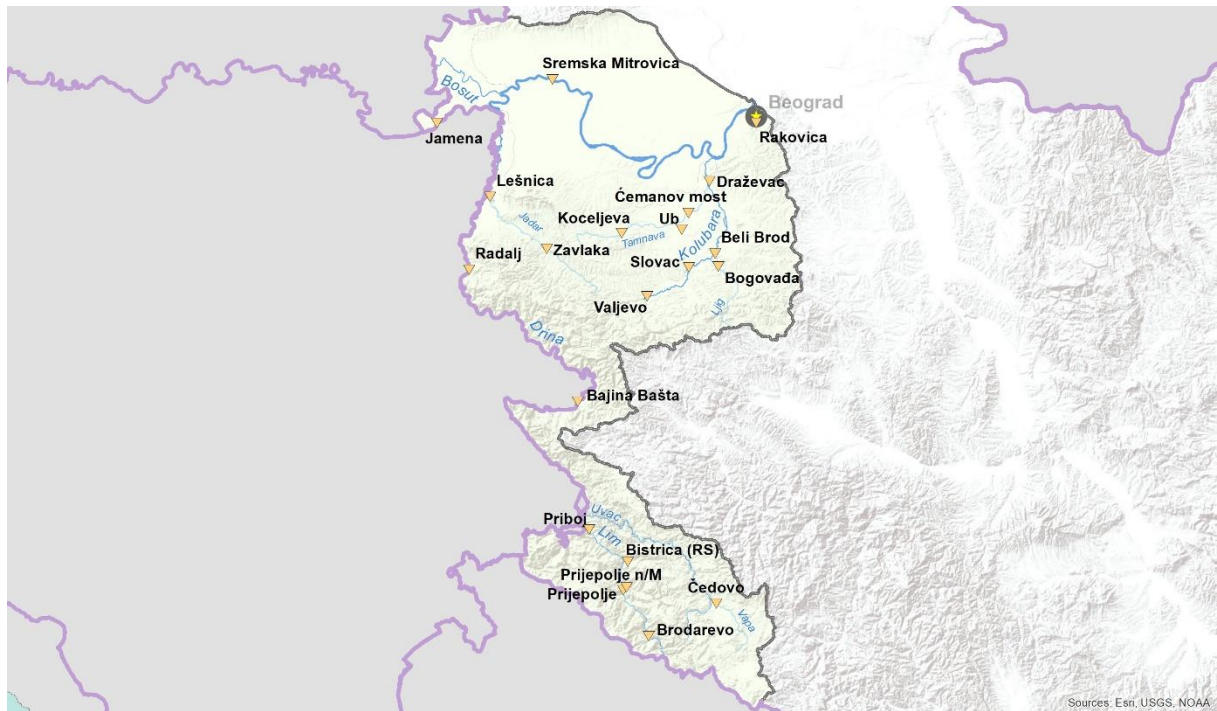 Sremska Mitrovica
Bosut
Beograd
Rakovica
Jamena
Lešnica
Draževac
Ćemanov most
Jadar
Koceljeva
Ub
Tamnava
Kolubara
Beli Brod
Zavlaka
Radalj
Slovac
Bogovađa
Valjevo
Ljig
Drina
Bajina Bašta
Uvac
Priboj
Lim
Bistrica (RS)
Prijepolje n/M
Prijepolje
Čedovo
Vapa
Brodarevo
Sources: Esri, USGS, NOAA